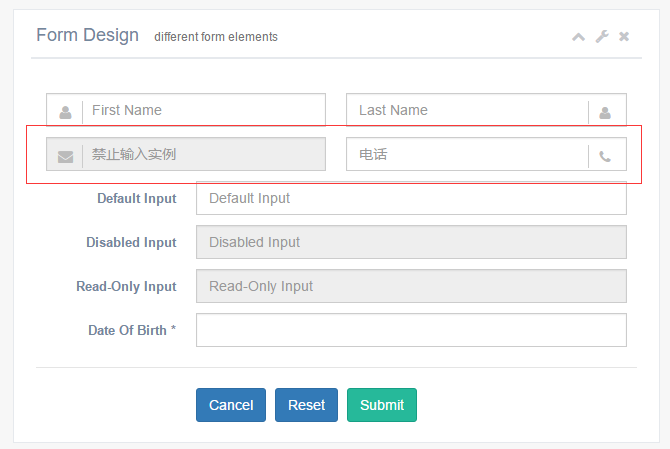 Form Design different form elements
First Name Last Name
禁止输入实例 电话
Default Input Default Input
Disabled Input Disabled Input
Read-Only Input Read-Only Input
Date Of Birth *
Cancel Reset Submit